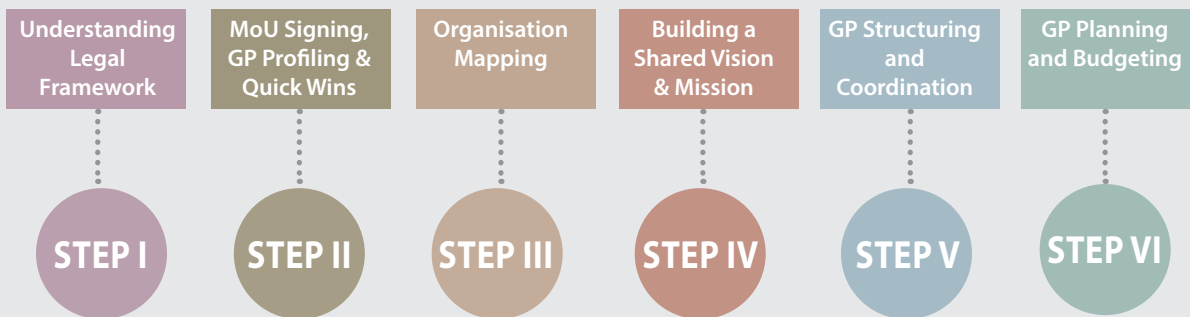 Understanding
Legal
Framework
MoU Signing,
GP Profiling &
Quick Wins
Organisation
Mapping
Building a
Shared Vision
& Mission
GP Structuring
and
Coordination
GP Planning
and Budgeting
STEP I
STEP II
STEP III
STEP IV
STEP V
STEP VI